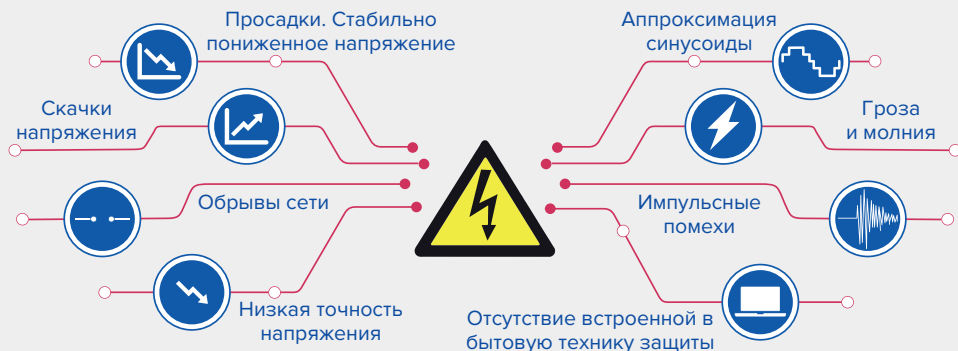 Просадки. Стабильно
пониженное напряжение
Скачки
напряжения
Обрывы сети
Низкая точность
напряжения
Аппроксимация
синусоиды
Гроза
и молния
Импульсные
помехи
Отсутствие встроенной в
бытовую технику защиты